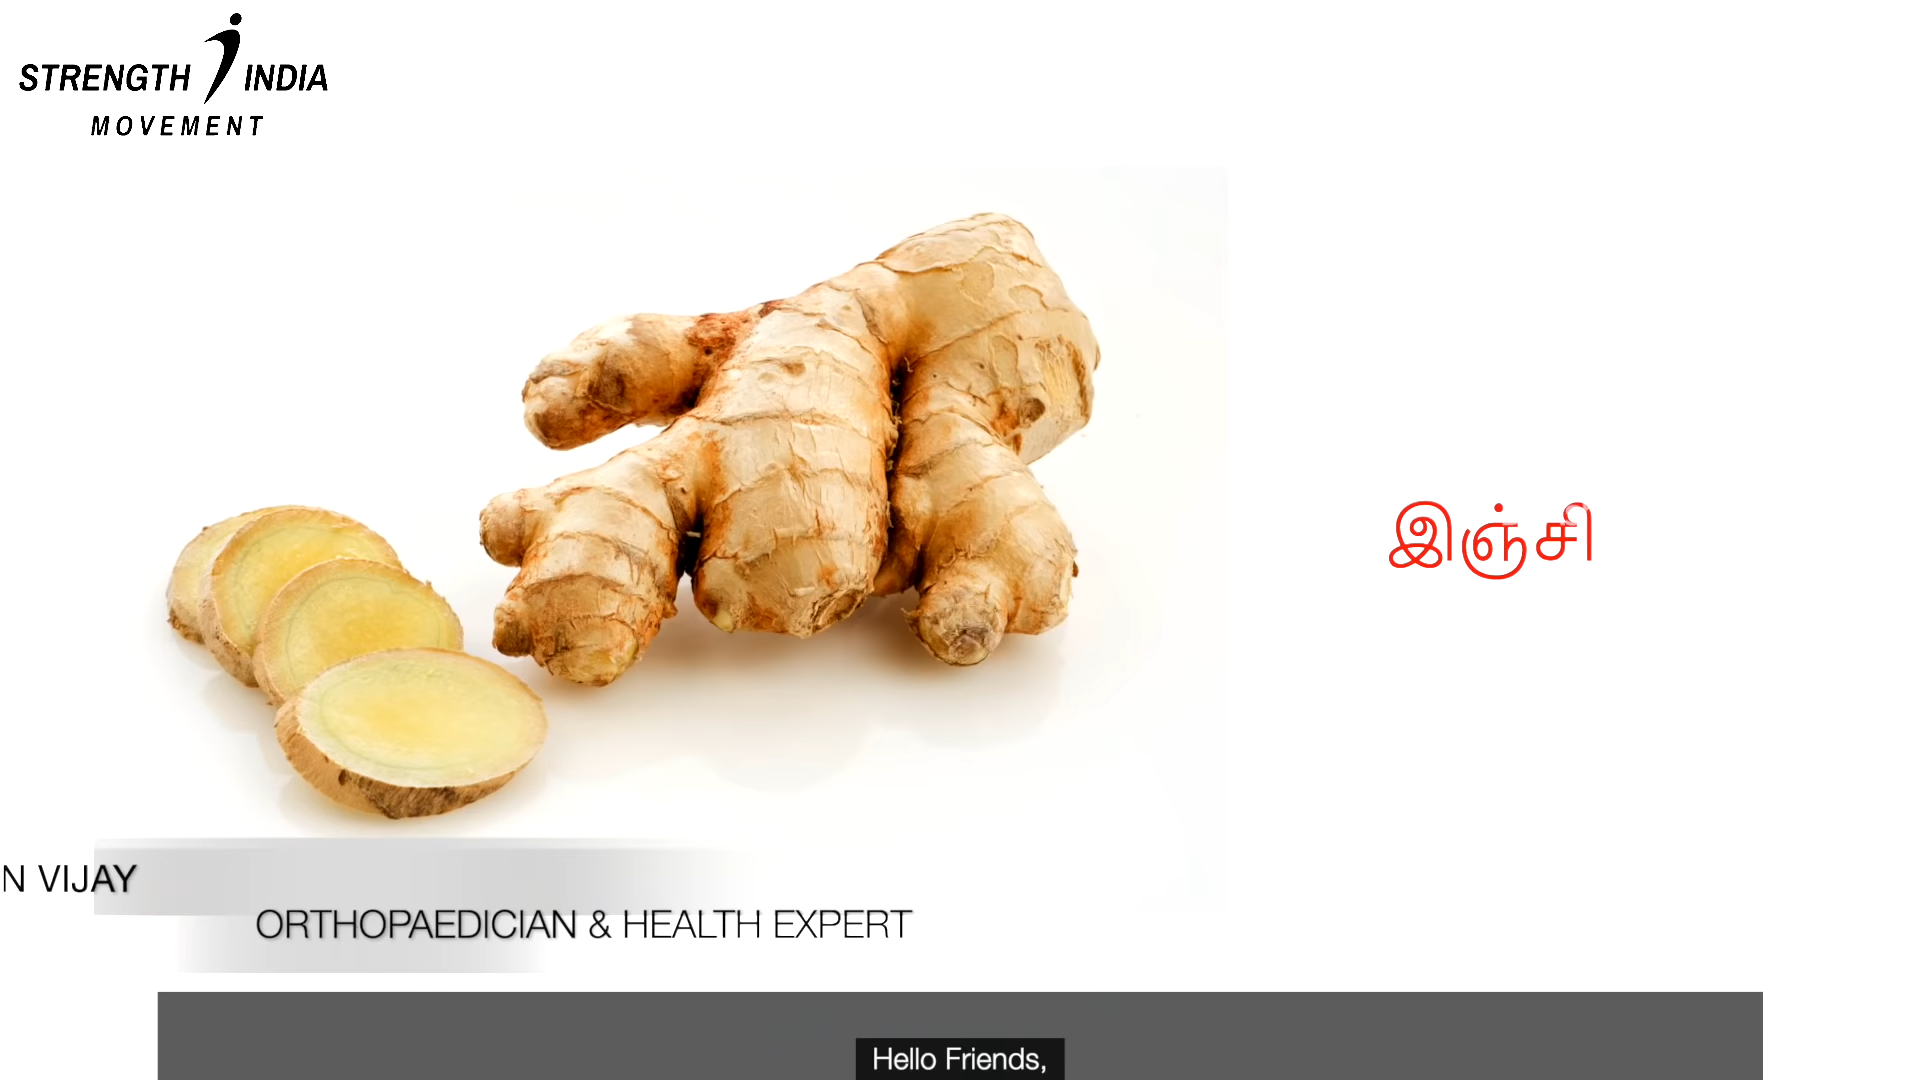 STRENGTH INDIA
MOVEMENT
இஞ்சி
N VIJAY
ORTHOPAEDICIAN & HEALTH EXPERT
Hello Friends,